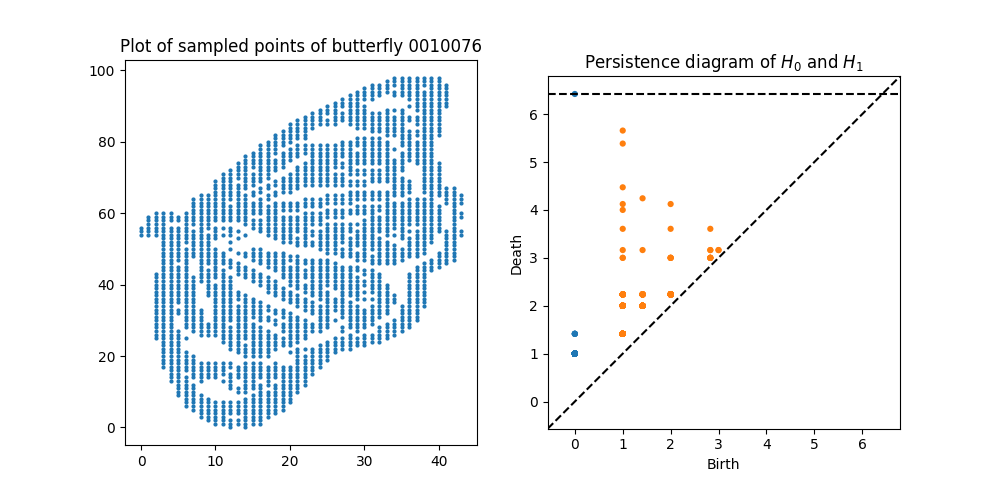 Plot of sampled points of butterfly 0010076
100
80
60
40
20
0
0 10 20 30 40
Persistence diagram of $H_0$ and $H_1$
6
5
4
3
2
1
0
Death
0 1 2 3 4 5 6
Birth